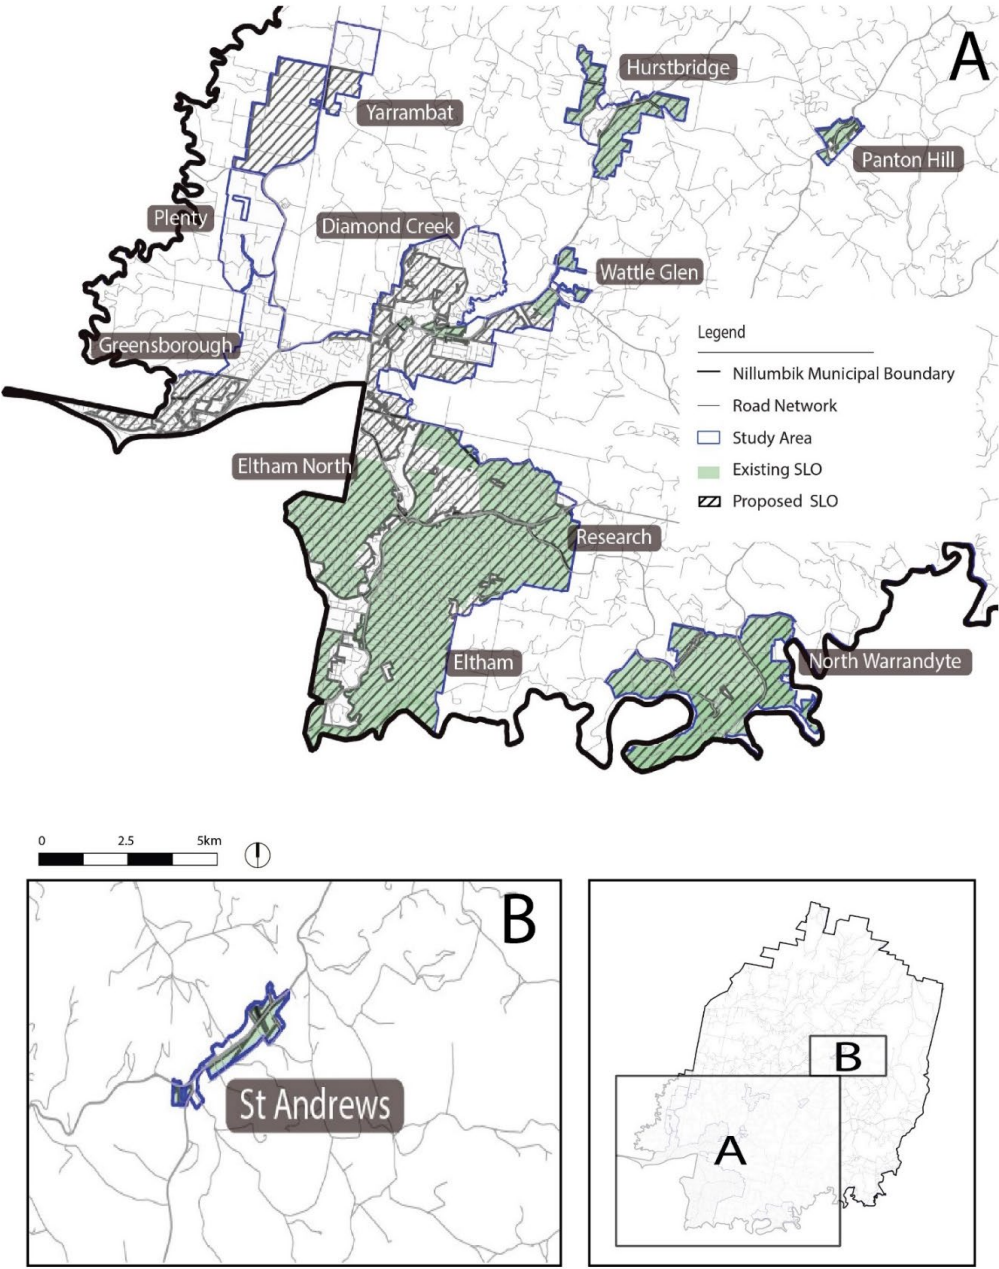 A
Hurstbridge
Yarrambat
Panton Hill
Plenty
Diamond Creek
Wattle Glen
Greensborough
Legend
Nillumbik Municipal Boundary
Road Network
Study Area
Existing SLO
Proposed SLO
Eltham North
Research
Eltham
North Warrandyte
0 2.5 5km
B
St Andrews
B
A